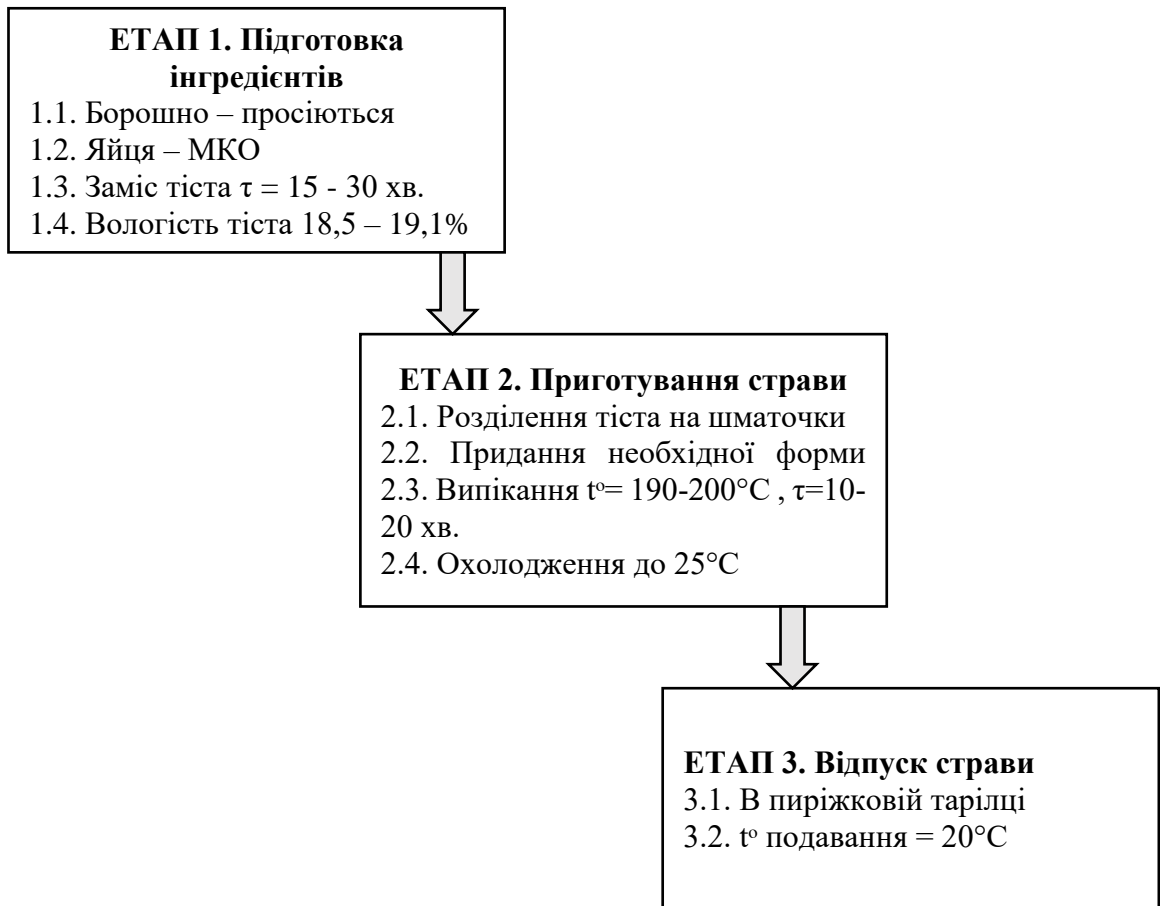 ЕТАП 1. Підготовка
інгредієнтів
1.1. Борошно – просіються
1.2. Яйця – МКО
1.3. Заміс тіста τ = 15 - 30 хв.
1.4. Вологість тіста 18,5 – 19,1%
ЕТАП 2. Приготування страви
2.1. Розділення тіста на шматочки
2.2. Придання необхідної форми
2.3. Випікання tº= 190-200°С , τ=10-
20 хв.
2.4. Охолодження до 25°С
ЕТАП 3. Відпуск страви
3.1. В пиріжковій тарілці
3.2. tº подавання = 20°С